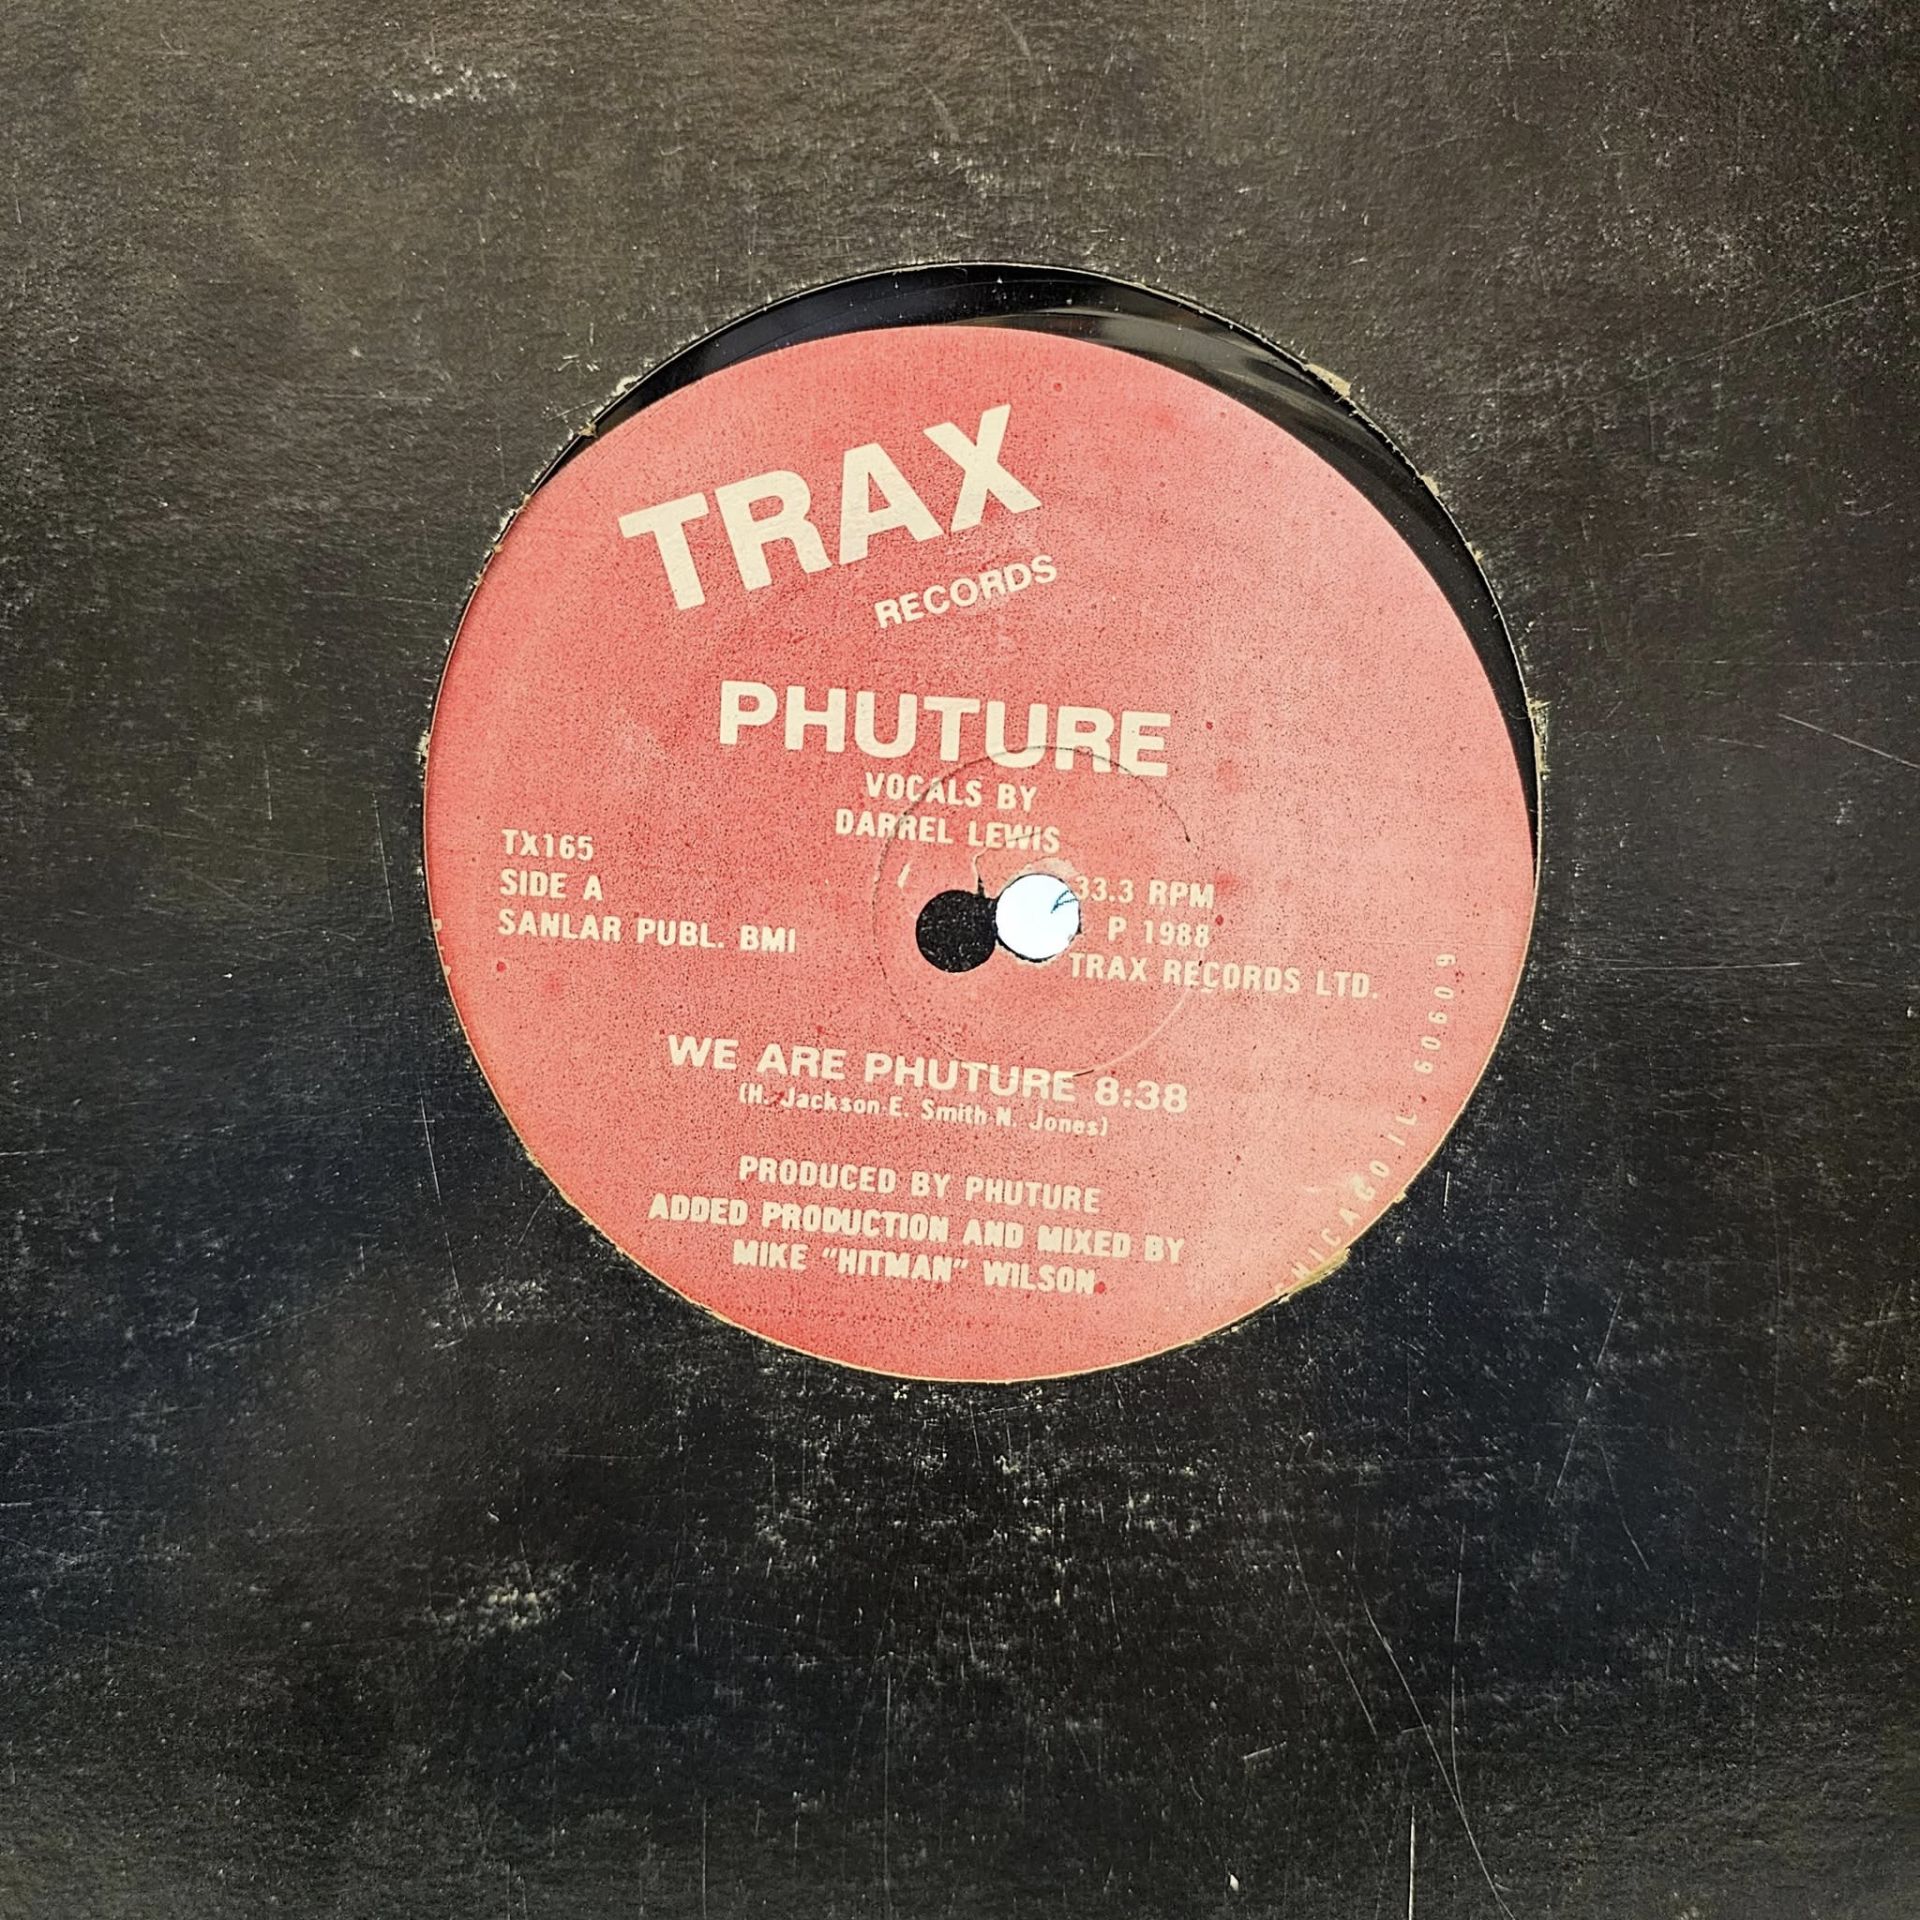 TRAX
RECORDS
PHUTURE
VOCALS BY
DARREL LEWIS
TX165
SIDE A
SANLAR PUBL. BMI
33.3 RPM
P 1988
TRAX RECORDS LTD.
WE ARE PHUTURE 8:38
(H. Jackson-E. Smith-N. Jones)
PRODUCED BY PHUTURE
ADDED PRODUCTION AND MIXED BY
MIKE "HITMAN" WILSON
CHICAGO IL. 60609